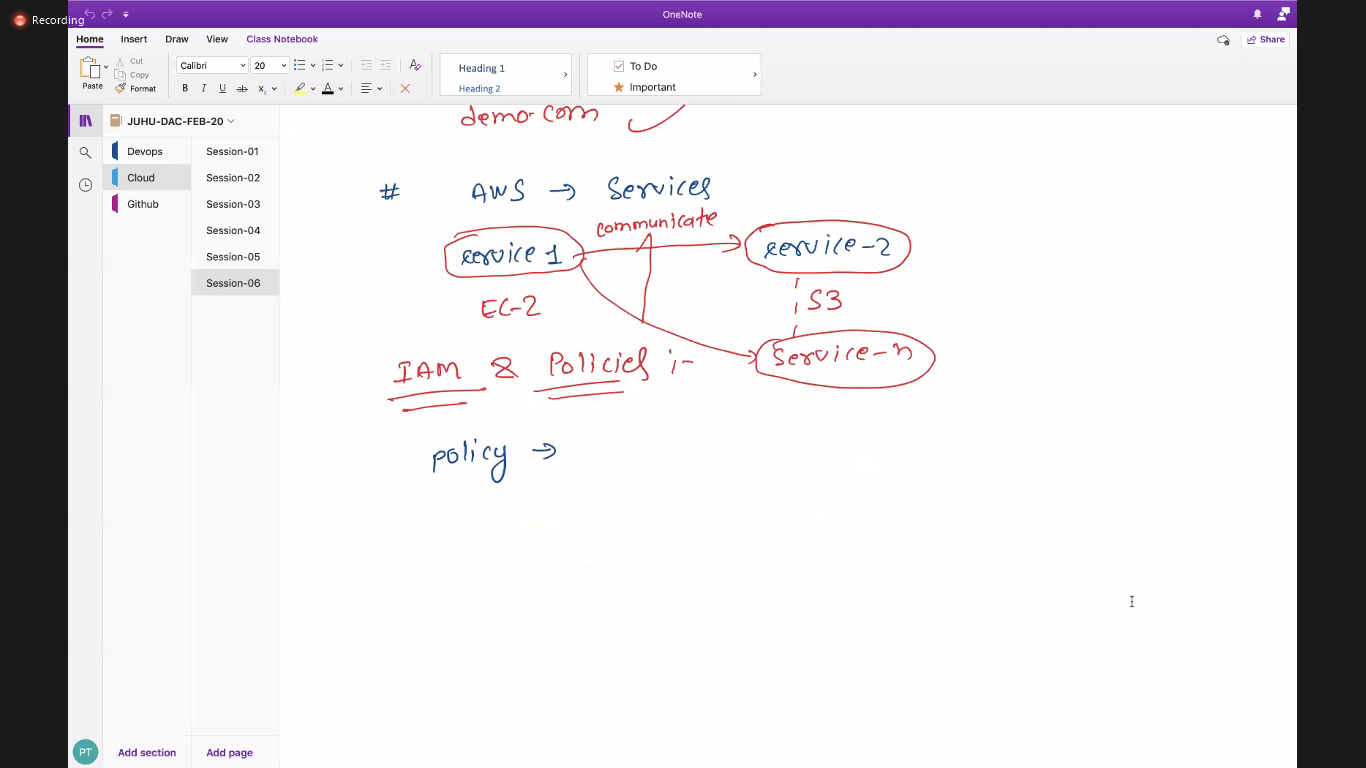 Recording
OneNote
Home Insert Draw View Class Notebook
Share
Paste
Cut
Copy
Format
Calibri 20
B I U ab X2 A
Heading 1
Heading 2
To Do
Important
JUHU-DAC-FEB-20
Devops
Cloud
Github
Session-01
Session-02
Session-03
Session-04
Session-05
Session-06
demo.com
# AWS → Services
communicate
service 1
service-2
EC-2
S3
service-n
IAM & Policies :-
policy →
PT
Add section
Add page